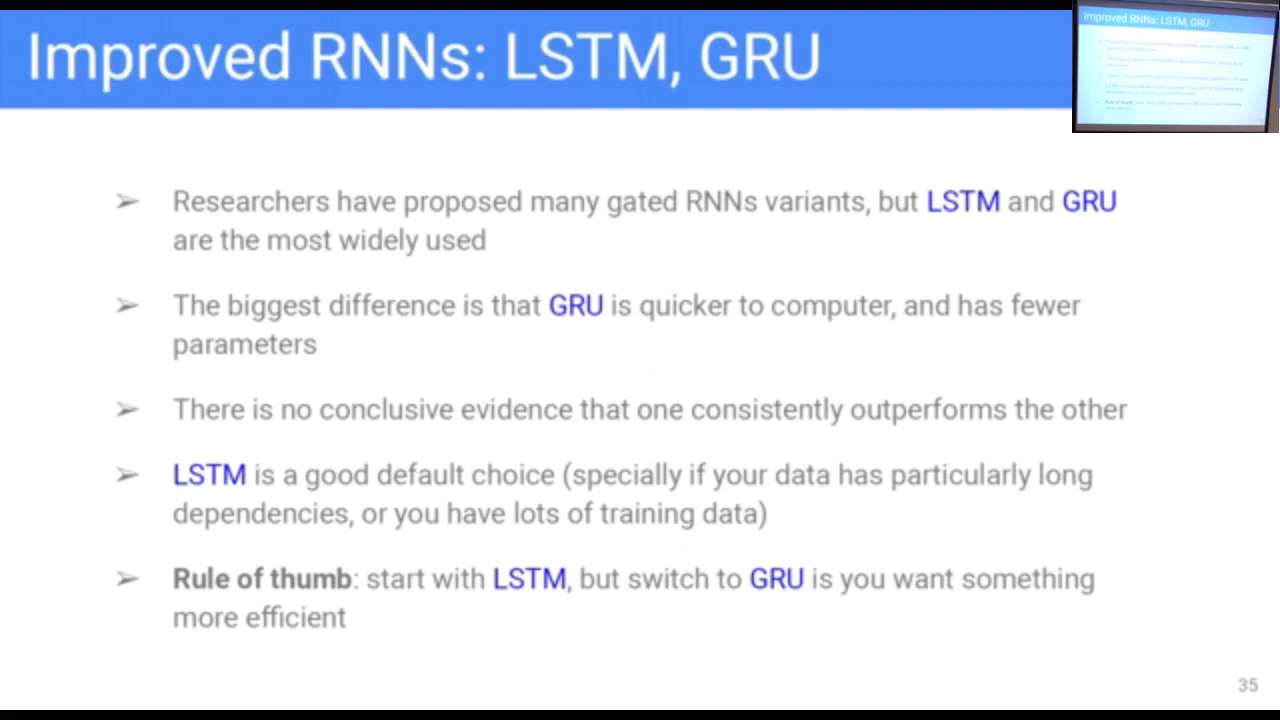 Improved RNNs: LSTM, GRU
Improved RNNs: LSTM, GRU
➢ Researchers have proposed many gated RNNs variants, but LSTM and GRU
are the most widely used
➢ The biggest difference is that GRU is quicker to computer, and has fewer
parameters
➢ There is no conclusive evidence that one consistently outperforms the other
➢ LSTM is a good default choice (specially if your data has particularly long
dependencies, or you have lots of training data)
➢ Rule of thumb: start with LSTM, but switch to GRU is you want something
more efficient
35